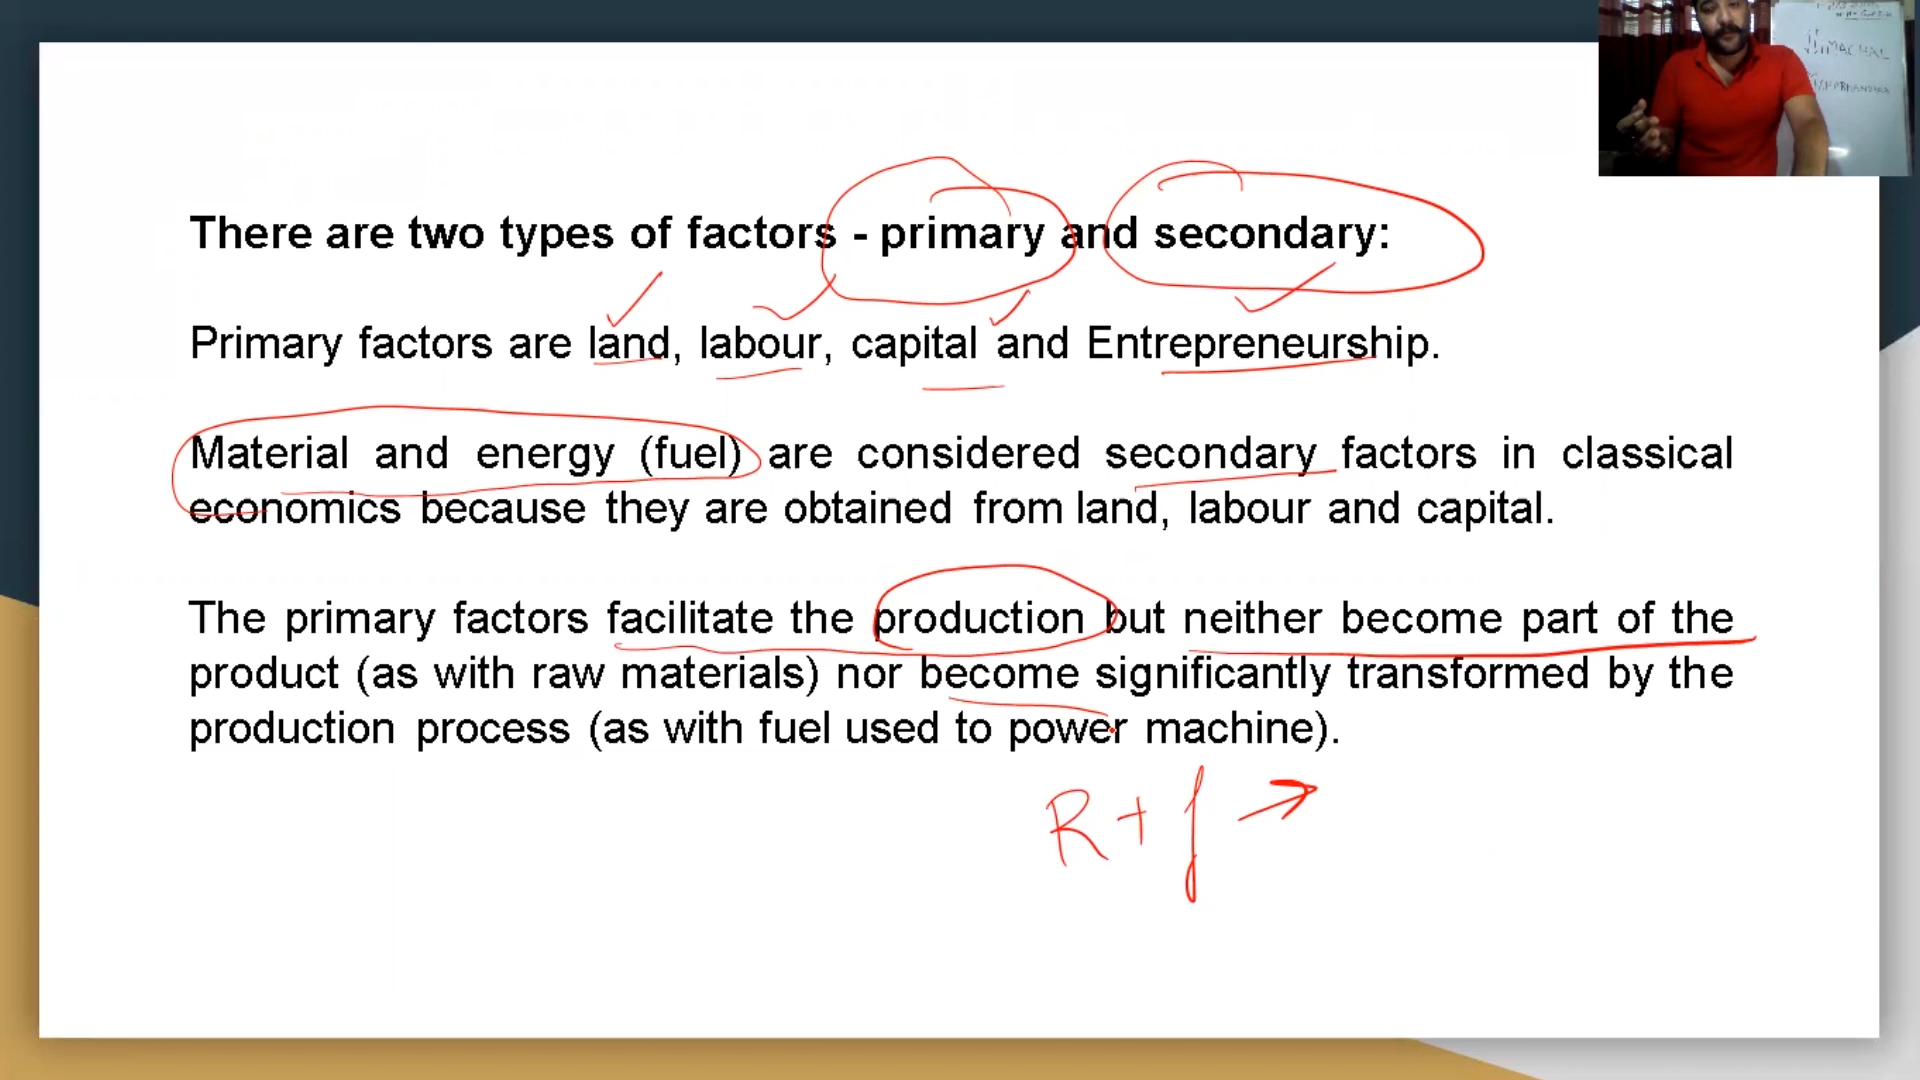 There are two types of factors - primary and secondary:
Primary factors are land, labour, capital and Entrepreneurship.
Material and energy (fuel) are considered secondary factors in classical
economics because they are obtained from land, labour and capital.
The primary factors facilitate the production but neither become part of the
product (as with raw materials) nor become significantly transformed by the
production process (as with fuel used to power machine).
R + f →
HIMACHAL